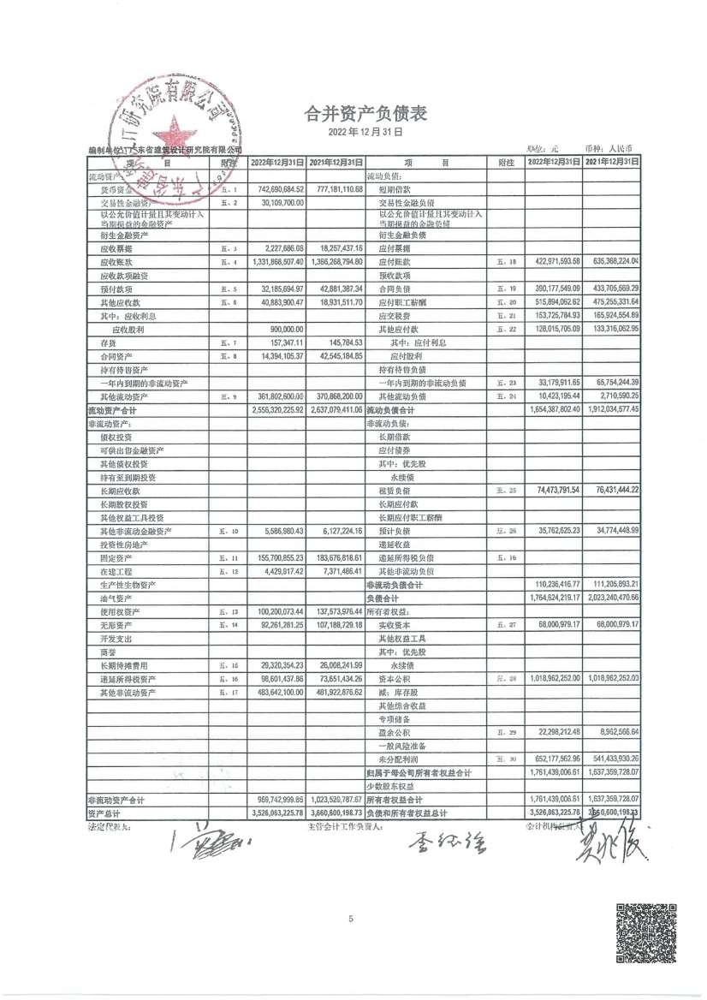 合并资产负债表
2022 年 12 月 31 日
编制单位:广东省建筑设计研究院有限公司 单位:元 币种:人民币
项 目 附注 2022年12月31日 2021年12月31日 项 目 附注 2022年12月31日 2021年12月31日
流动资产: 流动负债:
货币资金 五、1 742,690,684.52 777,181,110.68 短期借款
交易性金融资产 五、2 30,109,700.00 交易性金融负债
以公允价值计量且其变动计入当期损益的金融资产 以公允价值计量且其变动计入当期损益的金融负债
衍生金融资产 衍生金融负债
应收票据 五、3 2,227,686.08 18,257,437.16 应付票据
应收账款 五、4 1,331,868,507.40 1,366,268,794.80 应付账款 五、18 422,971,593.58 635,368,224.04
应收款项融资 预收款项
预付款项 五、5 32,185,694.97 42,881,387.34 合同负债 五、19 390,177,549.09 433,705,569.29
其他应收款 五、6 40,883,900.47 18,931,511.70 应付职工薪酬 五、20 515,894,062.62 475,255,331.64
其中:应收利息 应交税费 五、21 153,725,784.93 165,924,554.89
应收股利 900,000.00 其他应付款 五、22 128,015,705.09 133,316,062.95
存货 五、7 157,347.11 145,784.53 其中:应付利息
合同资产 五、8 14,394,105.37 42,545,184.85 应付股利
持有待售资产 持有待售负债
一年内到期的非流动资产 一年内到期的非流动负债 五、23 33,179,911.65 65,754,244.39
其他流动资产 五、9 361,802,600.00 370,868,200.00 其他流动负债 五、24 10,423,195.44 2,710,590.25
流动资产合计 2,556,320,225.92 2,637,079,411.06 流动负债合计 1,654,387,802.40 1,912,034,577.45
非流动资产: 非流动负债:
债权投资 长期借款
可供出售金融资产 应付债券
其他债权投资 其中:优先股
持有至到期投资 永续债
长期应收款 租赁负债 五、25 74,473,791.54 76,431,444.22
长期股权投资 长期应付款
其他权益工具投资 长期应付职工薪酬
其他非流动金融资产 五、10 5,586,980.43 6,127,224.16 预计负债 五、26 35,762,625.23 34,774,448.99
投资性房地产 递延收益
固定资产 五、11 155,700,855.23 183,676,818.61 递延所得税负债 五、16
在建工程 五、12 4,429,917.42 7,371,486.41 其他非流动负债
生产性生物资产 非流动负债合计 110,236,416.77 111,205,893.21
油气资产 负债合计 1,764,624,219.17 2,023,240,470.66
使用权资产 五、13 100,200,073.44 137,573,976.44 所有者权益:
无形资产 五、14 92,261,281.25 107,188,729.18 实收资本 五、27 68,000,979.17 68,000,979.17
开发支出 其他权益工具
商誉 其中:优先股
长期待摊费用 五、15 29,320,354.23 26,008,241.99 永续债
递延所得税资产 五、16 98,601,437.86 73,651,434.26 资本公积 五、28 1,018,962,252.00 1,018,962,252.00
其他非流动资产 五、17 483,642,100.00 481,922,876.62 减:库存股
其他综合收益
专项储备
盈余公积 五、29 22,298,212.48 8,962,566.64
一般风险准备
未分配利润 五、30 652,177,562.96 541,433,930.26
归属于母公司所有者权益合计 1,761,439,006.61 1,637,359,728.07
少数股东权益
非流动资产合计 969,742,999.86 1,023,520,787.67 所有者权益合计 1,761,439,006.61 1,637,359,728.07
资产总计 3,526,063,225.78 3,660,600,198.73 负债和所有者权益总计 3,526,063,225.78 3,660,600,198.73
法定代表人: 主管会计工作负责人: 会计机构负责人:
5